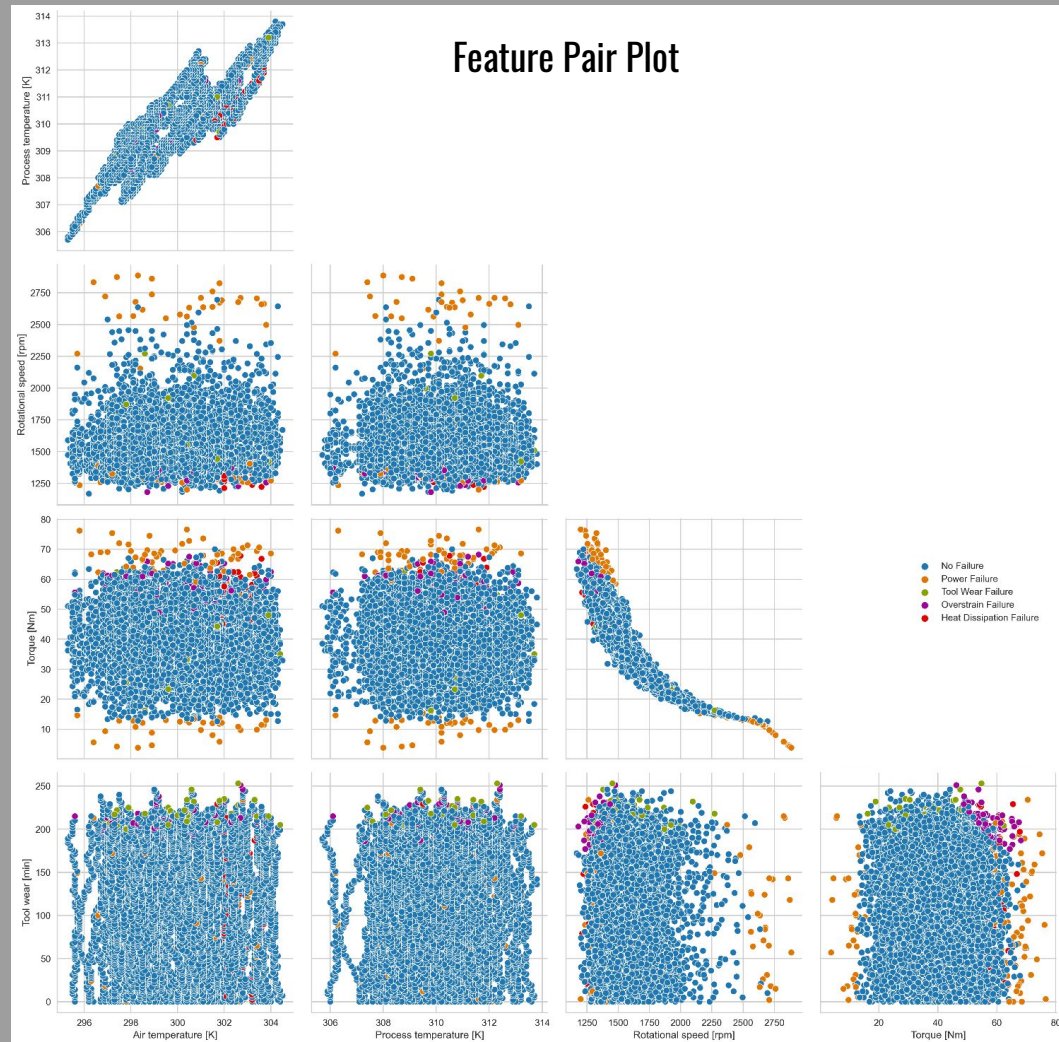 Feature Pair Plot
314
313
312
311
310
309
308
307
306
Process temperature [K]
2750
2500
2250
2000
1750
1500
1250
Rotational speed [rpm]
80
70
60
50
40
30
20
10
Torque [Nm]
No Failure
Power Failure
Tool Wear Failure
Overstrain Failure
Heat Dissipation Failure
250
200
150
100
50
0
Tool wear [min]
296 298 300 302 304
Air temperature [K]
306 308 310 312 314
Process temperature [K]
1250 1500 1750 2000 2250 2500 2750
Rotational speed [rpm]
20 40 60 80
Torque [Nm]